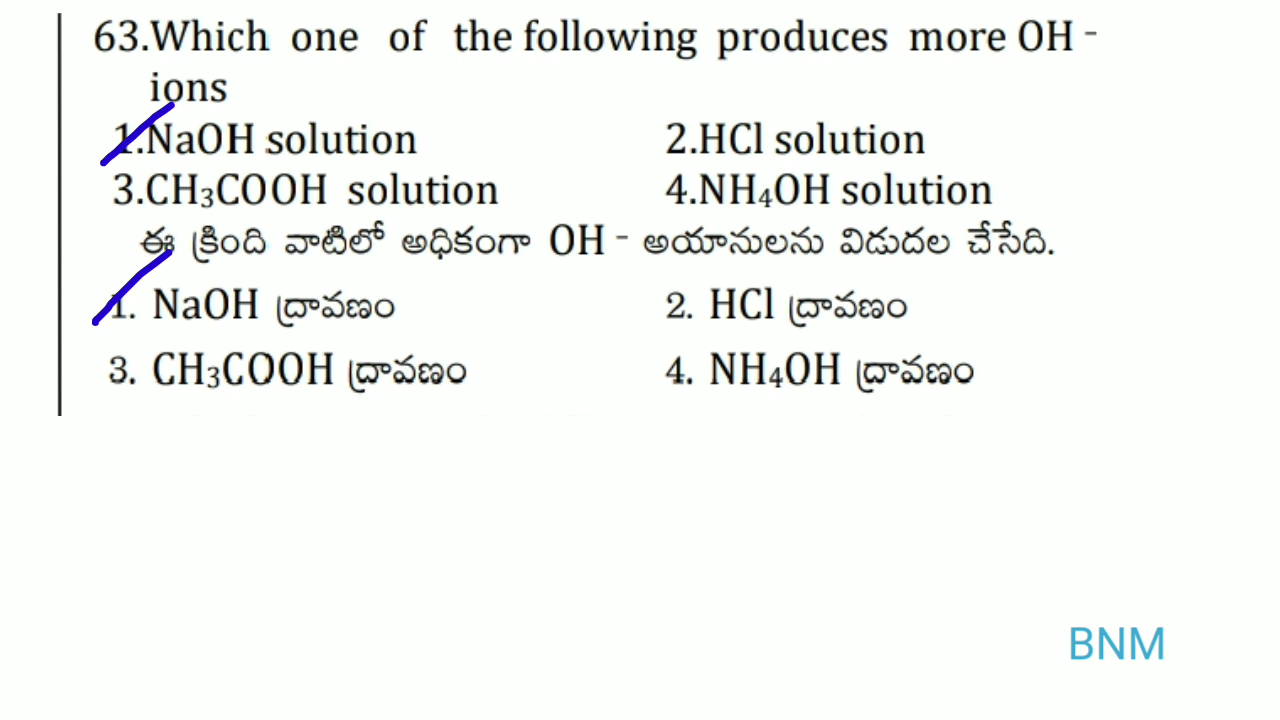 63.Which one of the following produces more OH -
ions
1.NaOH solution 2.HCl solution
3.CH₃COOH solution 4.NH₄OH solution
ఈ క్రింది వాటిలో అధికంగా OH - అయానులను విడుదల చేసేది.
1. NaOH ద్రావణం 2. HCl ద్రావణం
3. CH₃COOH ద్రావణం 4. NH₄OH ద్రావణం
BNM